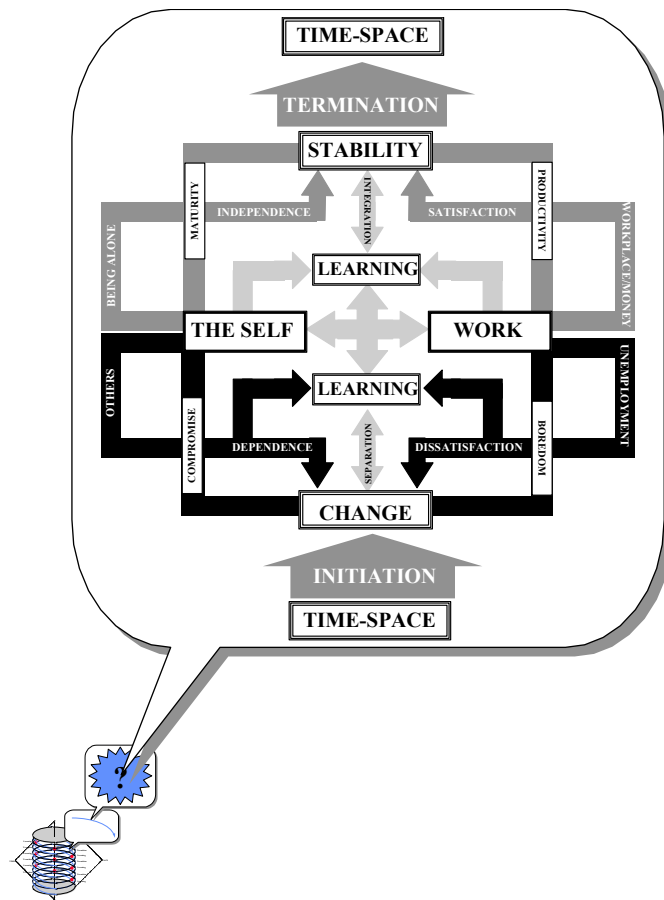 TIME-SPACE
TERMINATION
STABILITY
MATURITY
INDEPENDENCE
INTEGRATION
SATISFACTION
PRODUCTIVITY
BEING ALONE
WORKPLACE/MONEY
LEARNING
THE SELF
WORK
OTHERS
UNEMPLOYMENT
LEARNING
COMPROMISE
DEPENDENCE
SEPARATION
DISSATISFACTION
BOREDOM
CHANGE
INITIATION
TIME-SPACE
?